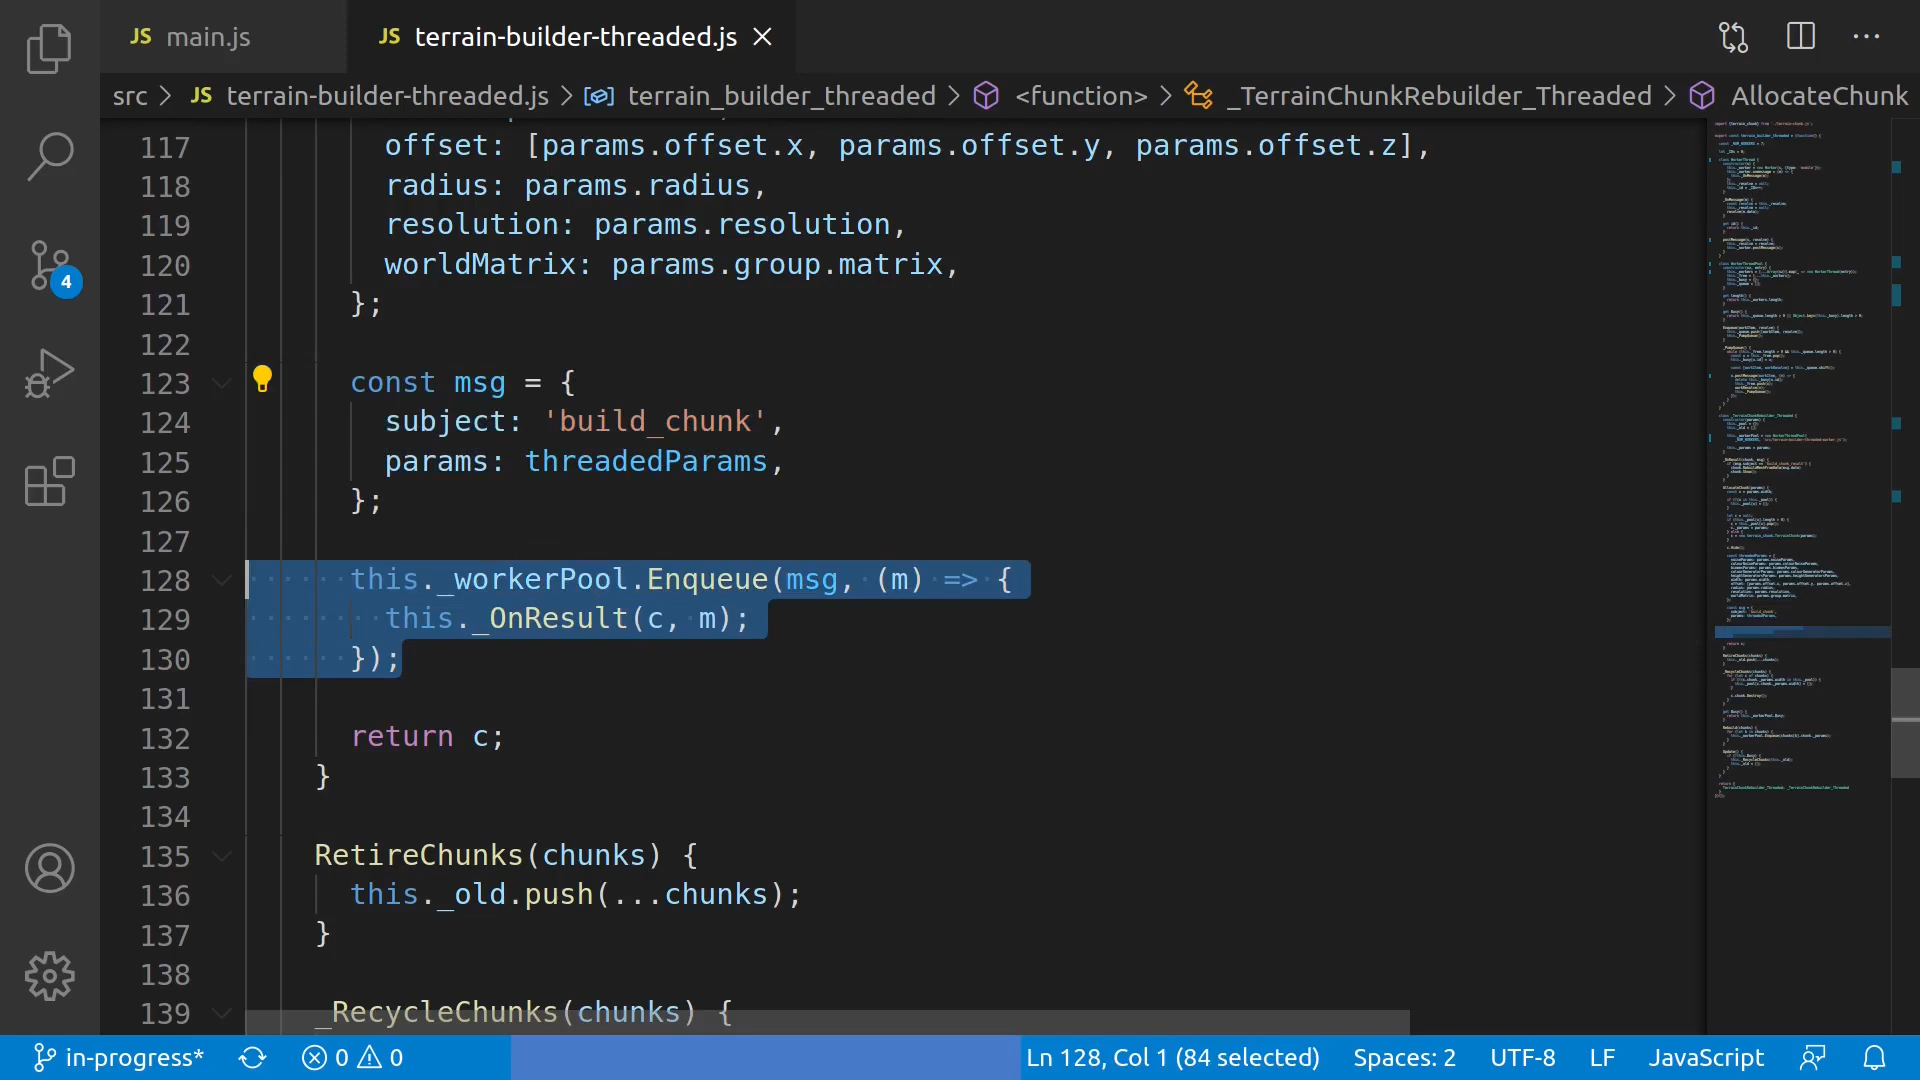 JS main.js
JS terrain-builder-threaded.js
src > JS terrain-builder-threaded.js > terrain_builder_threaded > <function> > _TerrainChunkRebuilder_Threaded > AllocateChunk
117 offset: [params.offset.x, params.offset.y, params.offset.z],
118 radius: params.radius,
119 resolution: params.resolution,
120 worldMatrix: params.group.matrix,
121 };
122
123 const msg = {
124 subject: 'build_chunk',
125 params: threadedParams,
126 };
127
128 this._workerPool.Enqueue(msg, (m) => {
129 this._OnResult(c, m);
130 });
131
132 return c;
133 }
134
135 RetireChunks(chunks) {
136 this._old.push(...chunks);
137 }
138
139 _RecycleChunks(chunks) {
4
in-progress* 0 0 Ln 128, Col 1 (84 selected) Spaces: 2 UTF-8 LF JavaScript